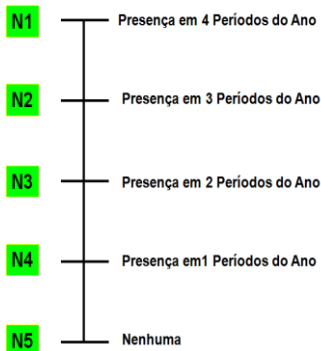 N1 Presença em 4 Períodos do Ano
N2 Presença em 3 Períodos do Ano
N3 Presença em 2 Períodos do Ano
N4 Presença em1 Períodos do Ano
N5 Nenhuma